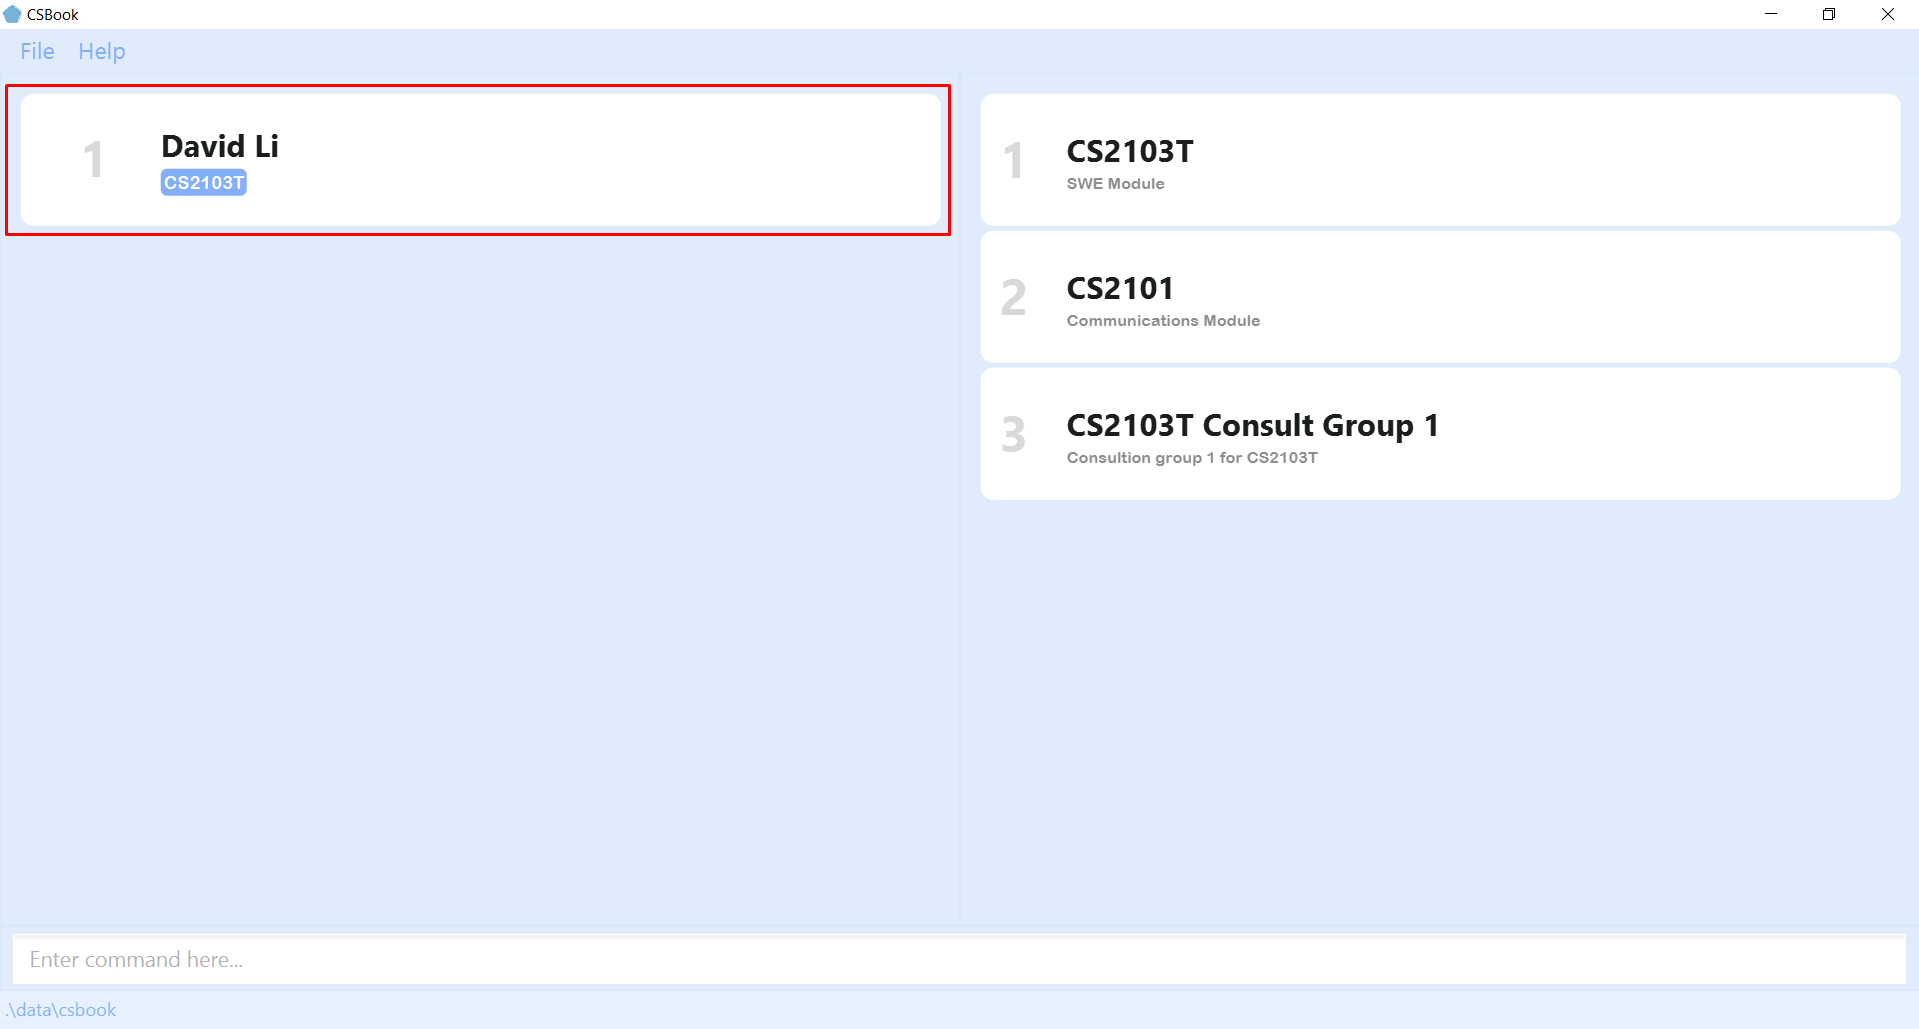 CSBook
File Help
1
David Li
CS2103T
1
CS2103T
SWE Module
2
CS2101
Communications Module
3
CS2103T Consult Group 1
Consultion group 1 for CS2103T
Enter command here...
.\data\csbook